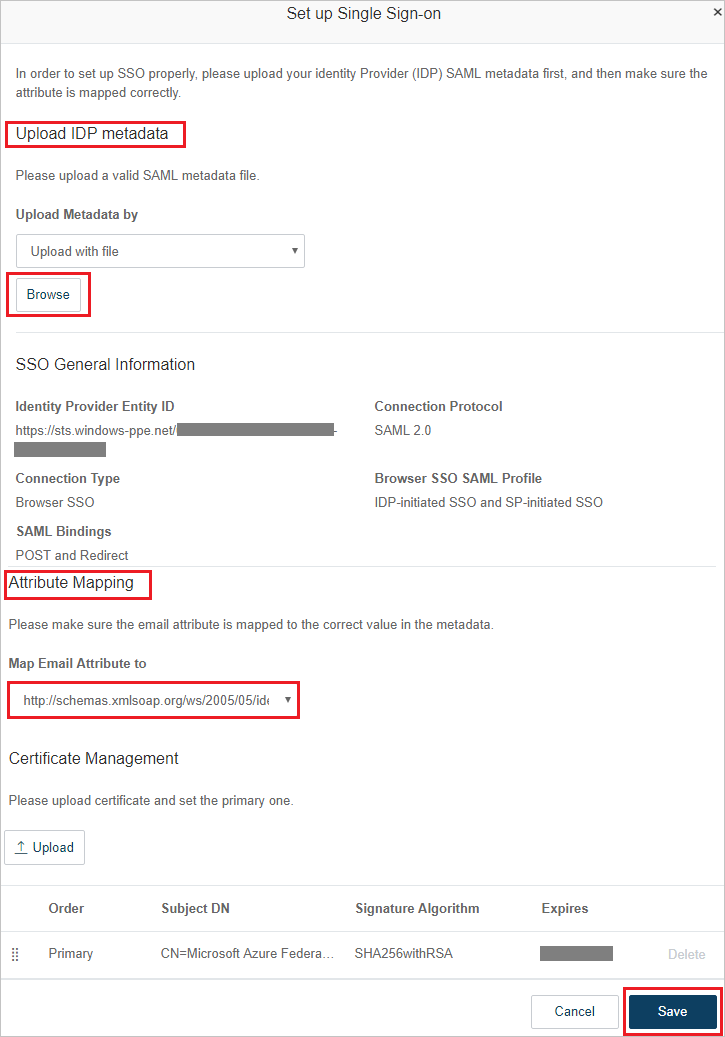 Set up Single Sign-on
×
In order to set up SSO properly, please upload your identity Provider (IDP) SAML metadata first, and then make sure the
attribute is mapped correctly.
Upload IDP metadata
Please upload a valid SAML metadata file.
Upload Metadata by
Upload with file
Browse
SSO General Information
Identity Provider Entity ID
Connection Protocol
https://sts.windows-ppe.net/
SAML 2.0
Connection Type
Browser SSO SAML Profile
Browser SSO
IDP-initiated SSO and SP-initiated SSO
SAML Bindings
POST and Redirect
Attribute Mapping
Please make sure the email attribute is mapped to the correct value in the metadata.
Map Email Attribute to
http://schemas.xmlsoap.org/ws/2005/05/ide
Certificate Management
Please upload certificate and set the primary one.
Upload
Order Subject DN Signature Algorithm Expires
Primary CN=Microsoft Azure Federa... SHA256withRSA Delete
Cancel Save